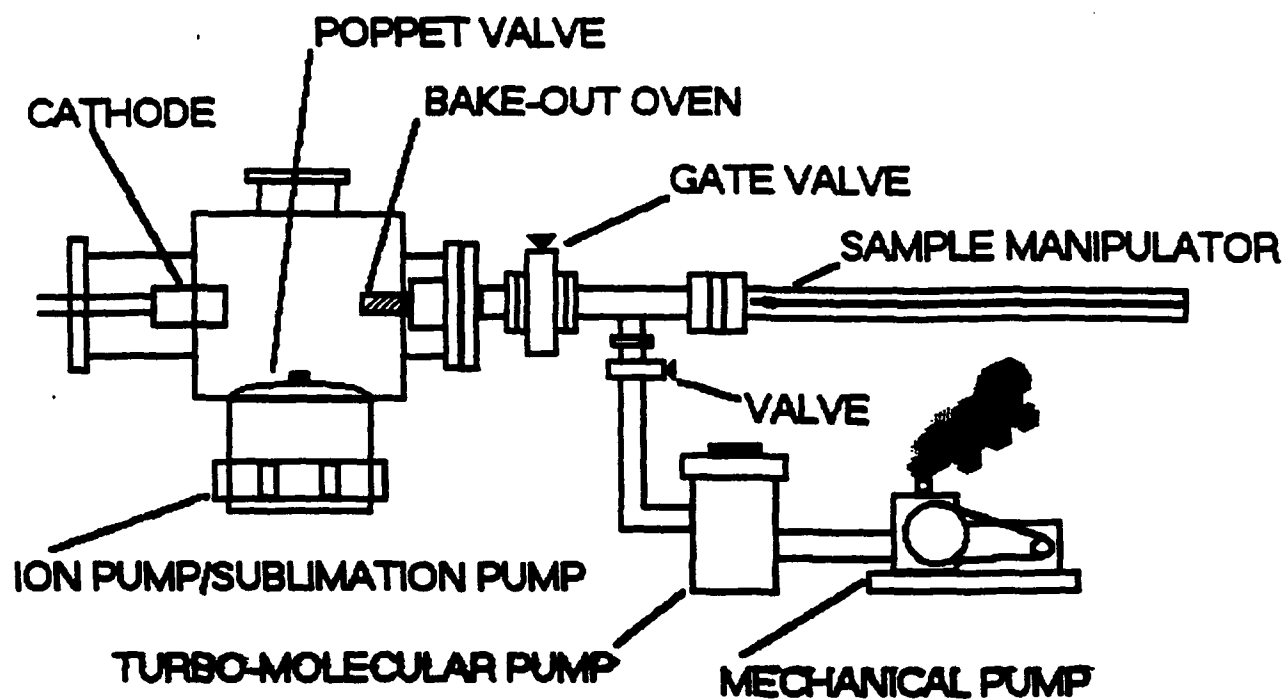 POPPET VALVE
CATHODE
BAKE-OUT OVEN
GATE VALVE
SAMPLE MANIPULATOR
VALVE
ION PUMP/SUBLIMATION PUMP
TURBO-MOLECULAR PUMP
MECHANICAL PUMP